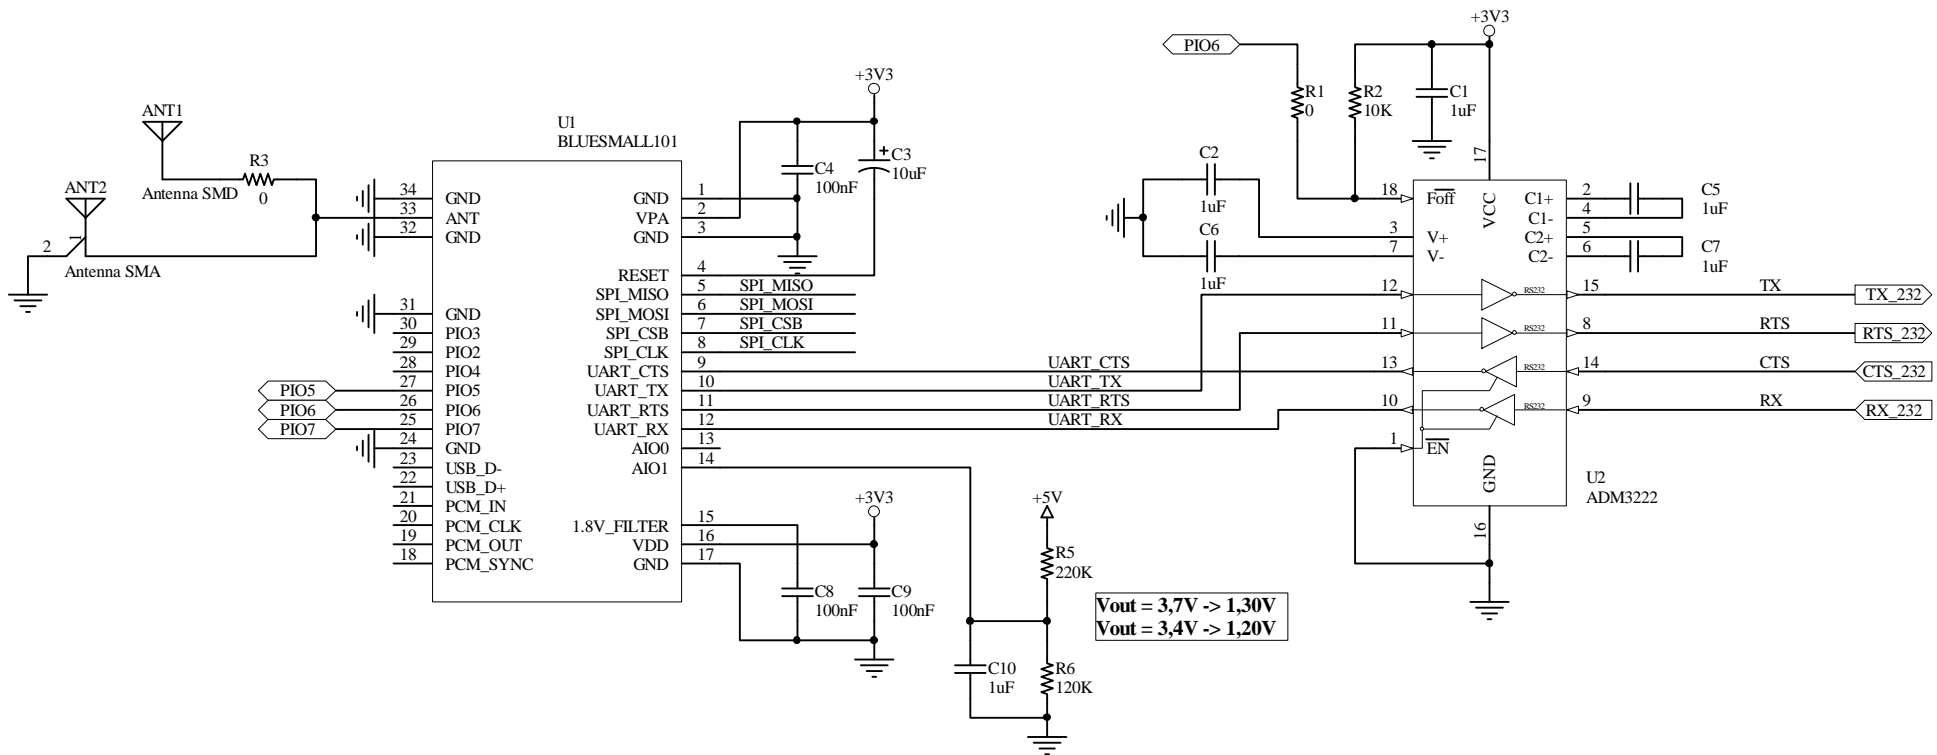 +3V3
PIO6
R1
0
R2
10K
C1
1uF
+3V3
ANT1
U1
BLUESMALL101
R3
0
Antenna SMD
ANT2
2
1
Antenna SMA
C4
100nF
C3
10uF
+
34 GND
33 ANT
32 GND
31 GND
30 PIO3
29 PIO2
28 PIO4
PIO5 27 PIO5
PIO6 26 PIO6
PIO7 25 PIO7
24 GND
23 USB_D-
22 USB_D+
21 PCM_IN
20 PCM_CLK
19 PCM_OUT
18 PCM_SYNC
GND 1
VPA 2
GND 3
RESET 4
SPI_MISO 5 SPI_MISO
SPI_MOSI 6 SPI_MOSI
SPI_CSB 7 SPI_CSB
SPI_CLK 8 SPI_CLK
UART_CTS 9 UART_CTS
UART_TX 10 UART_TX
UART_RTS 11 UART_RTS
UART_RX 12 UART_RX
AIO0 13
AIO1 14
1.8V_FILTER 15
VDD 16
GND 17
+3V3
C8
100nF
C9
100nF
+5V
R5
220K
R6
120K
C10
1uF
Vout = 3,7V -> 1,30V
Vout = 3,4V -> 1,20V
C2
1uF
C6
1uF
17
VCC
18 Foff
3 V+
7 V-
C1+ 2
C1- 4
C2+ 5
C2- 6
C5
1uF
C7
1uF
12 RS232 15 TX TX_232
11 RS232 8 RTS RTS_232
13 RS232 14 CTS CTS_232
10 RS232 9 RX RX_232
1 EN
GND
16
U2
ADM3222